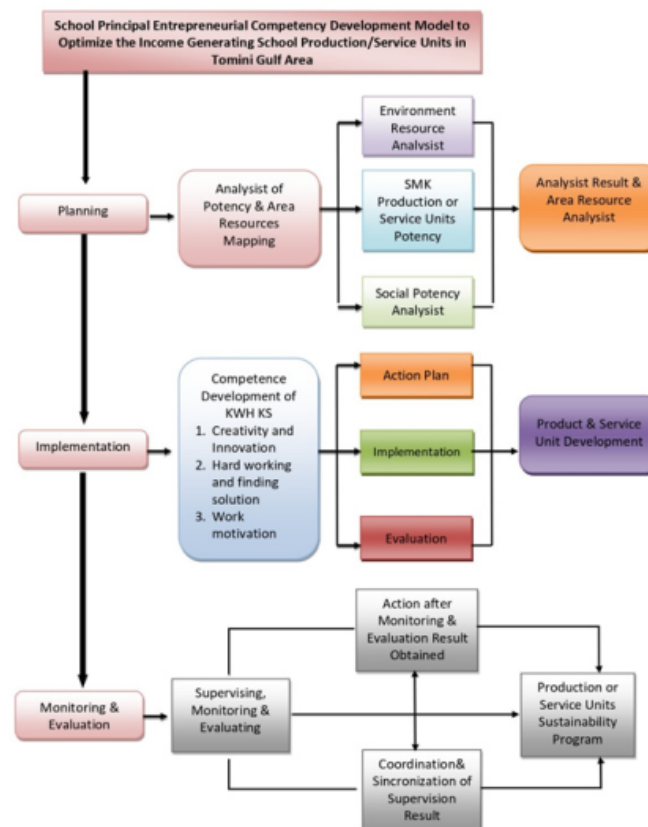 School Principal Entrepreneurial Competency Development Model to
Optimize the Income Generating School Production/Service Units in
Tomini Gulf Area
Planning
Analysist of
Potency & Area
Resources
Mapping
Environment
Resource
Analysist
SMK
Production or
Service Units
Potency
Social Potency
Analysist
Analysist Result &
Area Resource
Analysist
Implementation
Competence
Development of
KWH KS
1. Creativity and
Innovation
2. Hard working
and finding
solution
3. Work
motivation
Action Plan
Implementation
Evaluation
Product & Service
Unit Development
Monitoring &
Evaluation
Supervising,
Monitoring &
Evaluating
Action after
Monitoring &
Evaluation Result
Obtained
Coordination&
Sincronization of
Supervision
Result
Production or
Service Units
Sustainability
Program